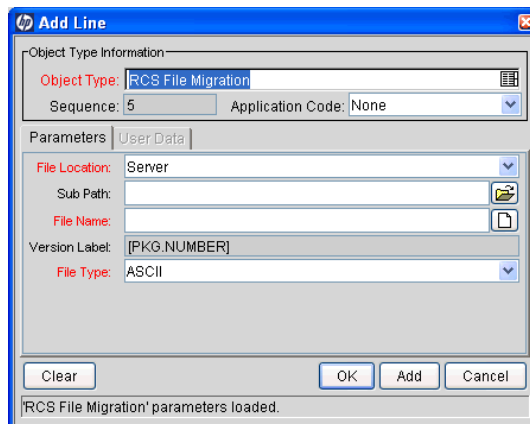 hp Add Line
Object Type Information
Object Type: RCS File Migration
Sequence: 5 Application Code: None
Parameters User Data
File Location: Server
Sub Path:
File Name:
Version Label: [PKG.NUMBER]
File Type: ASCII
Clear OK Add Cancel
'RCS File Migration' parameters loaded.